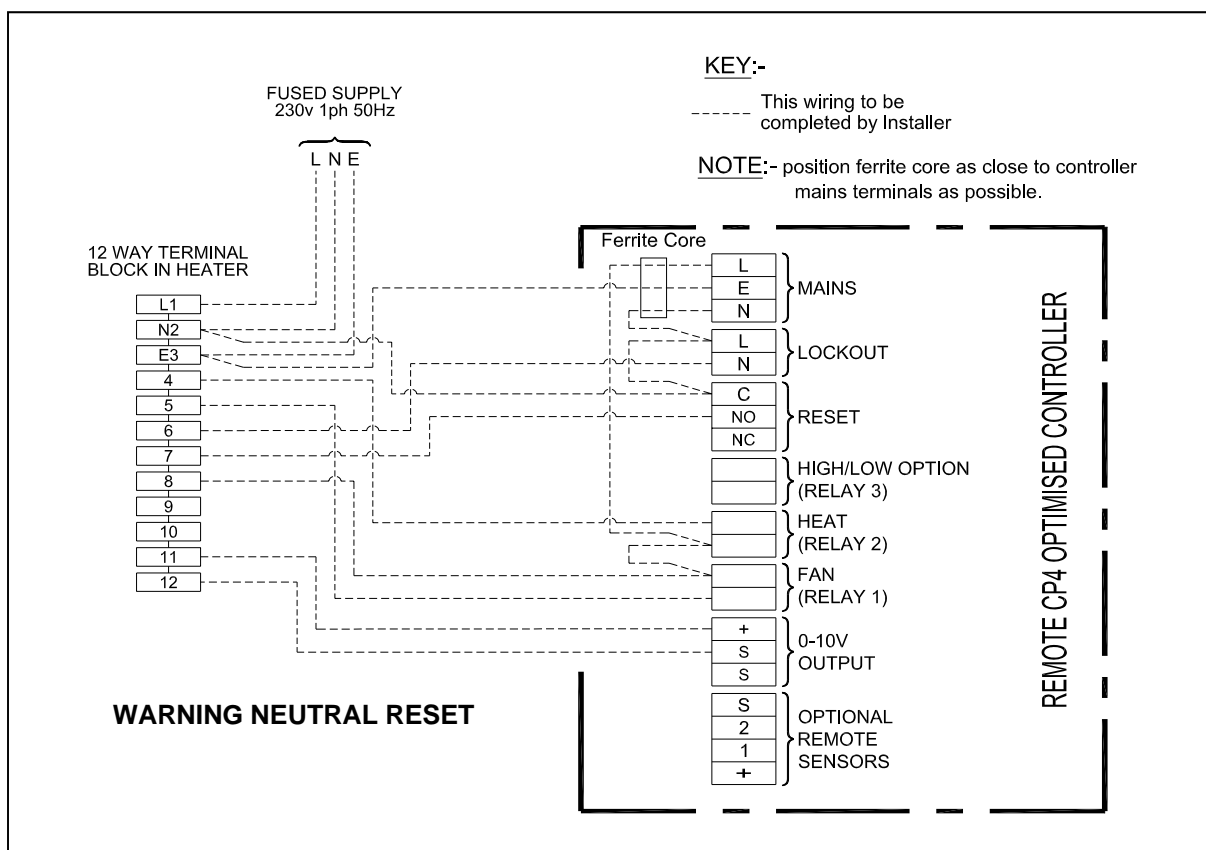 KEY:-
This wiring to be
completed by Installer
NOTE:- position ferrite core as close to controller
mains terminals as possible.
FUSED SUPPLY
230v 1ph 50Hz
L N E
12 WAY TERMINAL
BLOCK IN HEATER
L1
N2
E3
4
5
6
7
8
9
10
11
12
WARNING NEUTRAL RESET
Ferrite Core
L
E
N
MAINS
L
N
LOCKOUT
C
NO
NC
RESET
HIGH/LOW OPTION
(RELAY 3)
HEAT
(RELAY 2)
FAN
(RELAY 1)
+
S
S
0-10V
OUTPUT
S
2
1
+
OPTIONAL
REMOTE
SENSORS
REMOTE CP4 OPTIMISED CONTROLLER